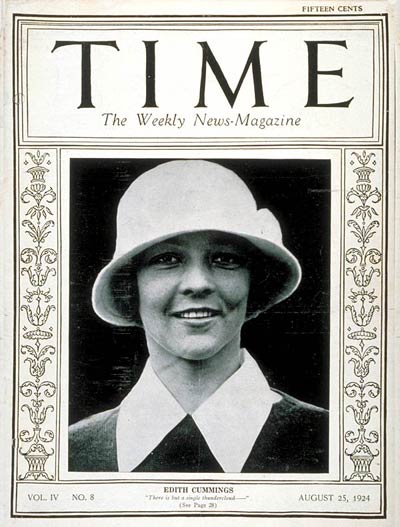 FIFTEEN CENTS
TIME
The Weekly News-Magazine
EDITH CUMMINGS
"There is but a single thundercloud—"
(See Page 28)
VOL. IV NO. 8 AUGUST 25, 1924